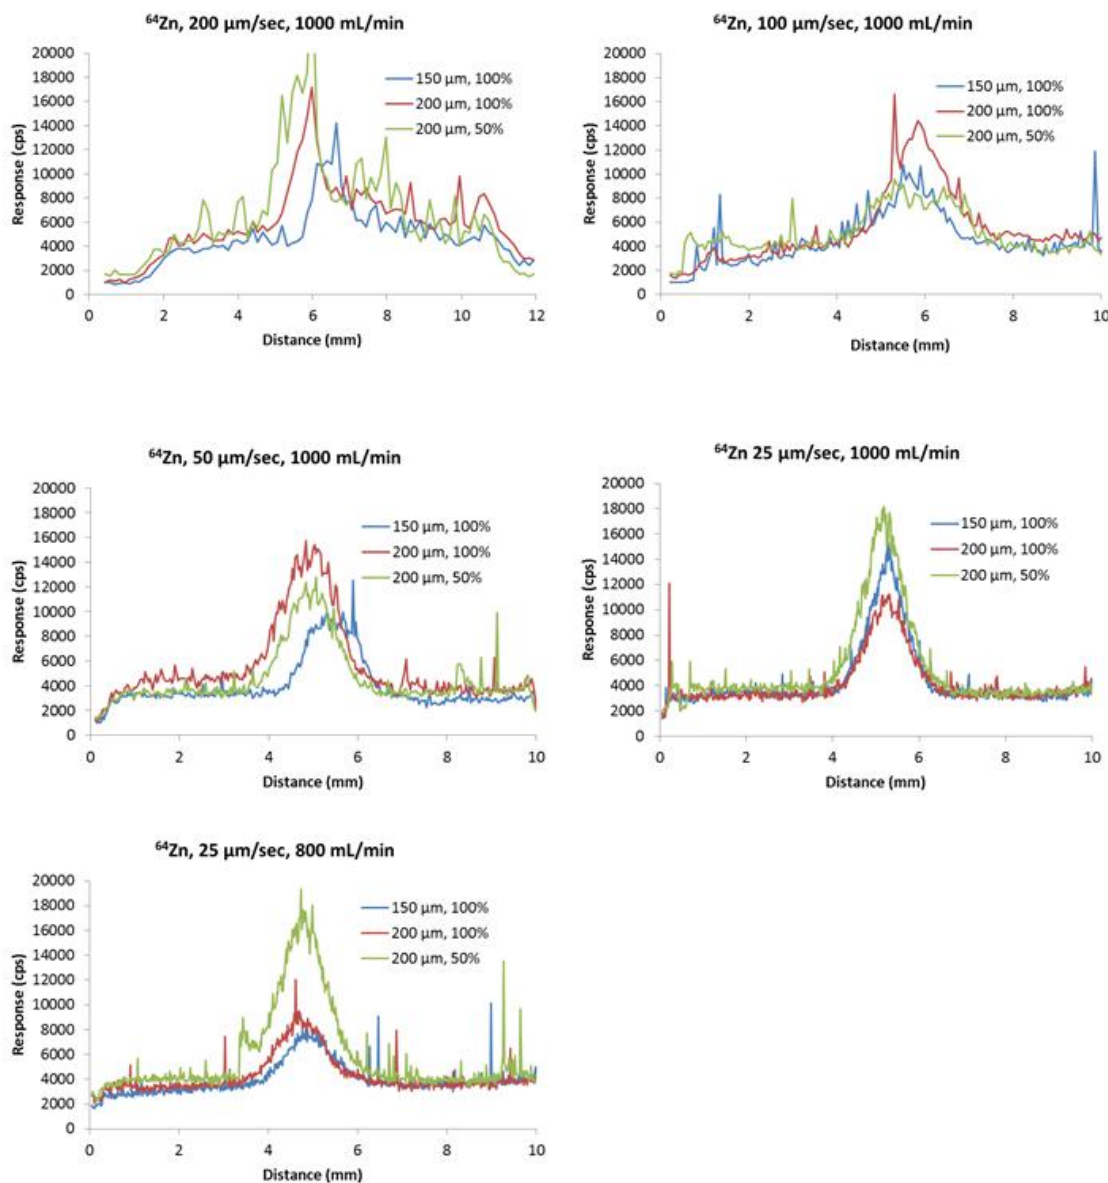 ⁶⁴Zn, 200 µm/sec, 1000 mL/min
Response (cps)
20000
18000
16000
14000
12000
10000
8000
6000
4000
2000
0
150 µm, 100%
200 µm, 100%
200 µm, 50%
0 2 4 6 8 10 12
Distance (mm)
⁶⁴Zn, 100 µm/sec, 1000 mL/min
Response (cps)
20000
18000
16000
14000
12000
10000
8000
6000
4000
2000
0
150 µm, 100%
200 µm, 100%
200 µm, 50%
0 2 4 6 8 10
Distance (mm)
⁶⁴Zn, 50 µm/sec, 1000 mL/min
Response (cps)
20000
18000
16000
14000
12000
10000
8000
6000
4000
2000
0
150 µm, 100%
200 µm, 100%
200 µm, 50%
0 2 4 6 8 10
Distance (mm)
⁶⁴Zn 25 µm/sec, 1000 mL/min
Response (cps)
20000
18000
16000
14000
12000
10000
8000
6000
4000
2000
0
150 µm, 100%
200 µm, 100%
200 µm, 50%
0 2 4 6 8 10
Distance (mm)
⁶⁴Zn, 25 µm/sec, 800 mL/min
Response (cps)
20000
18000
16000
14000
12000
10000
8000
6000
4000
2000
0
150 µm, 100%
200 µm, 100%
200 µm, 50%
0 2 4 6 8 10
Distance (mm)